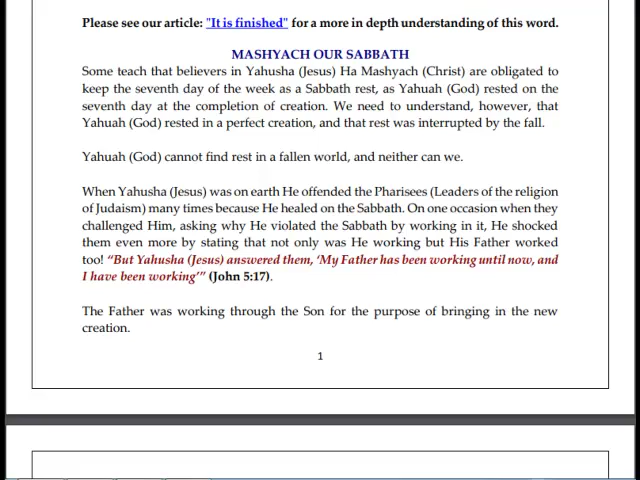 Please see our article: "It is finished" for a more in depth understanding of this word.
MASHYACH OUR SABBATH
Some teach that believers in Yahusha (Jesus) Ha Mashyach (Christ) are obligated to
keep the seventh day of the week as a Sabbath rest, as Yahuah (God) rested on the
seventh day at the completion of creation. We need to understand, however, that
Yahuah (God) rested in a perfect creation, and that rest was interrupted by the fall.
Yahuah (God) cannot find rest in a fallen world, and neither can we.
When Yahusha (Jesus) was on earth He offended the Pharisees (Leaders of the religion
of Judaism) many times because He healed on the Sabbath. On one occasion when they
challenged Him, asking why He violated the Sabbath by working in it, He shocked
them even more by stating that not only was He working but His Father worked
too! “But Yahusha (Jesus) answered them, ‘My Father has been working until now, and
I have been working’” (John 5:17).
The Father was working through the Son for the purpose of bringing in the new
creation.
1